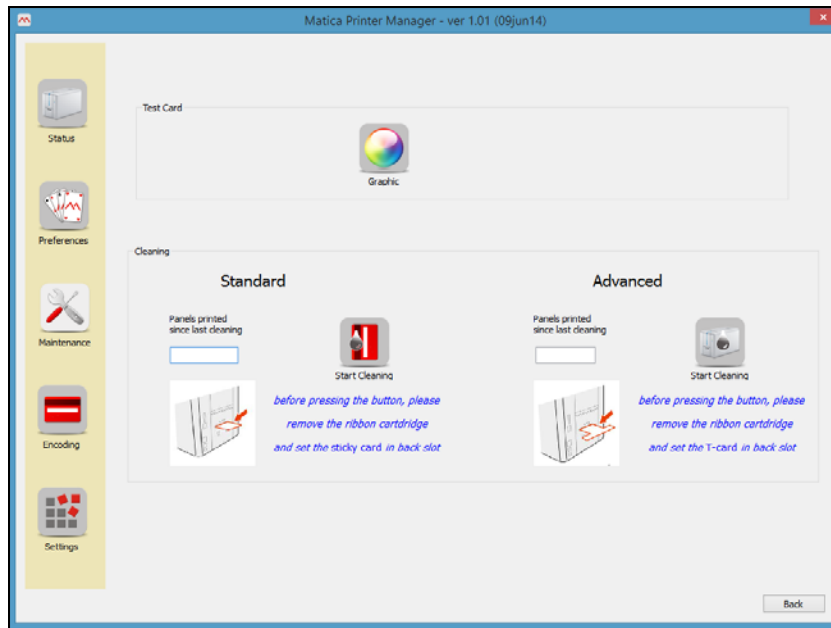 Matica Printer Manager - ver 1.01 (09jun14)
Status
Preferences
Maintenance
Encoding
Settings
Test Card
Graphic
Cleaning
Standard
Panels printed
since last cleaning
Start Cleaning
before pressing the button, please
remove the ribbon cartdridge
and set the sticky card in back slot
Advanced
Panels printed
since last cleaning
Start Cleaning
before pressing the button, please
remove the ribbon cartdridge
and set the T-card in back slot
Back